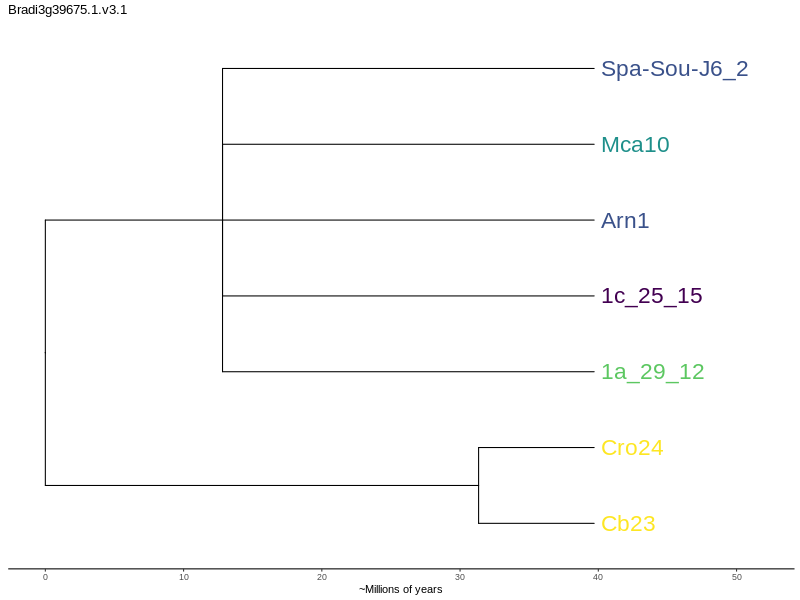 Bradi3g39675.1.v3.1
Spa-Sou-J6_2
Mca10
Arn1
1c_25_15
1a_29_12
Cro24
Cb23
0 10 20 30 40 50
~Millions of years